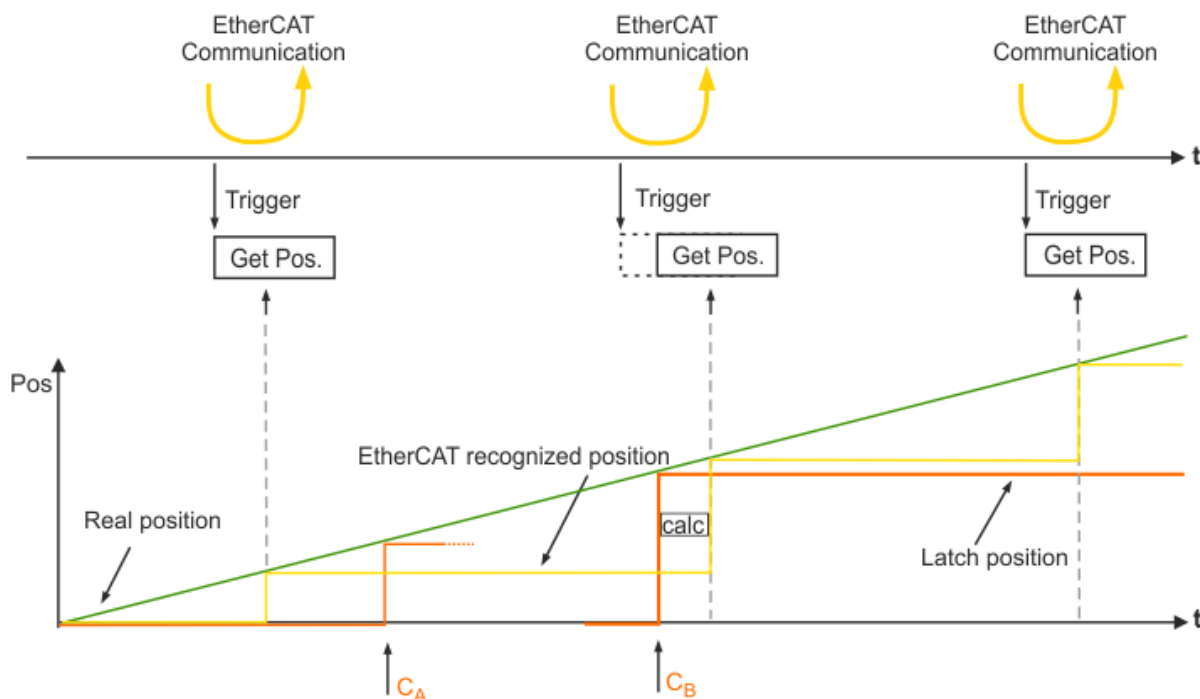 EtherCAT
Communication
EtherCAT
Communication
EtherCAT
Communication
t
Trigger
Trigger
Trigger
Get Pos.
Get Pos.
Get Pos.
Pos
EtherCAT recognized position
Real position
calc
Latch position
t
CA
CB